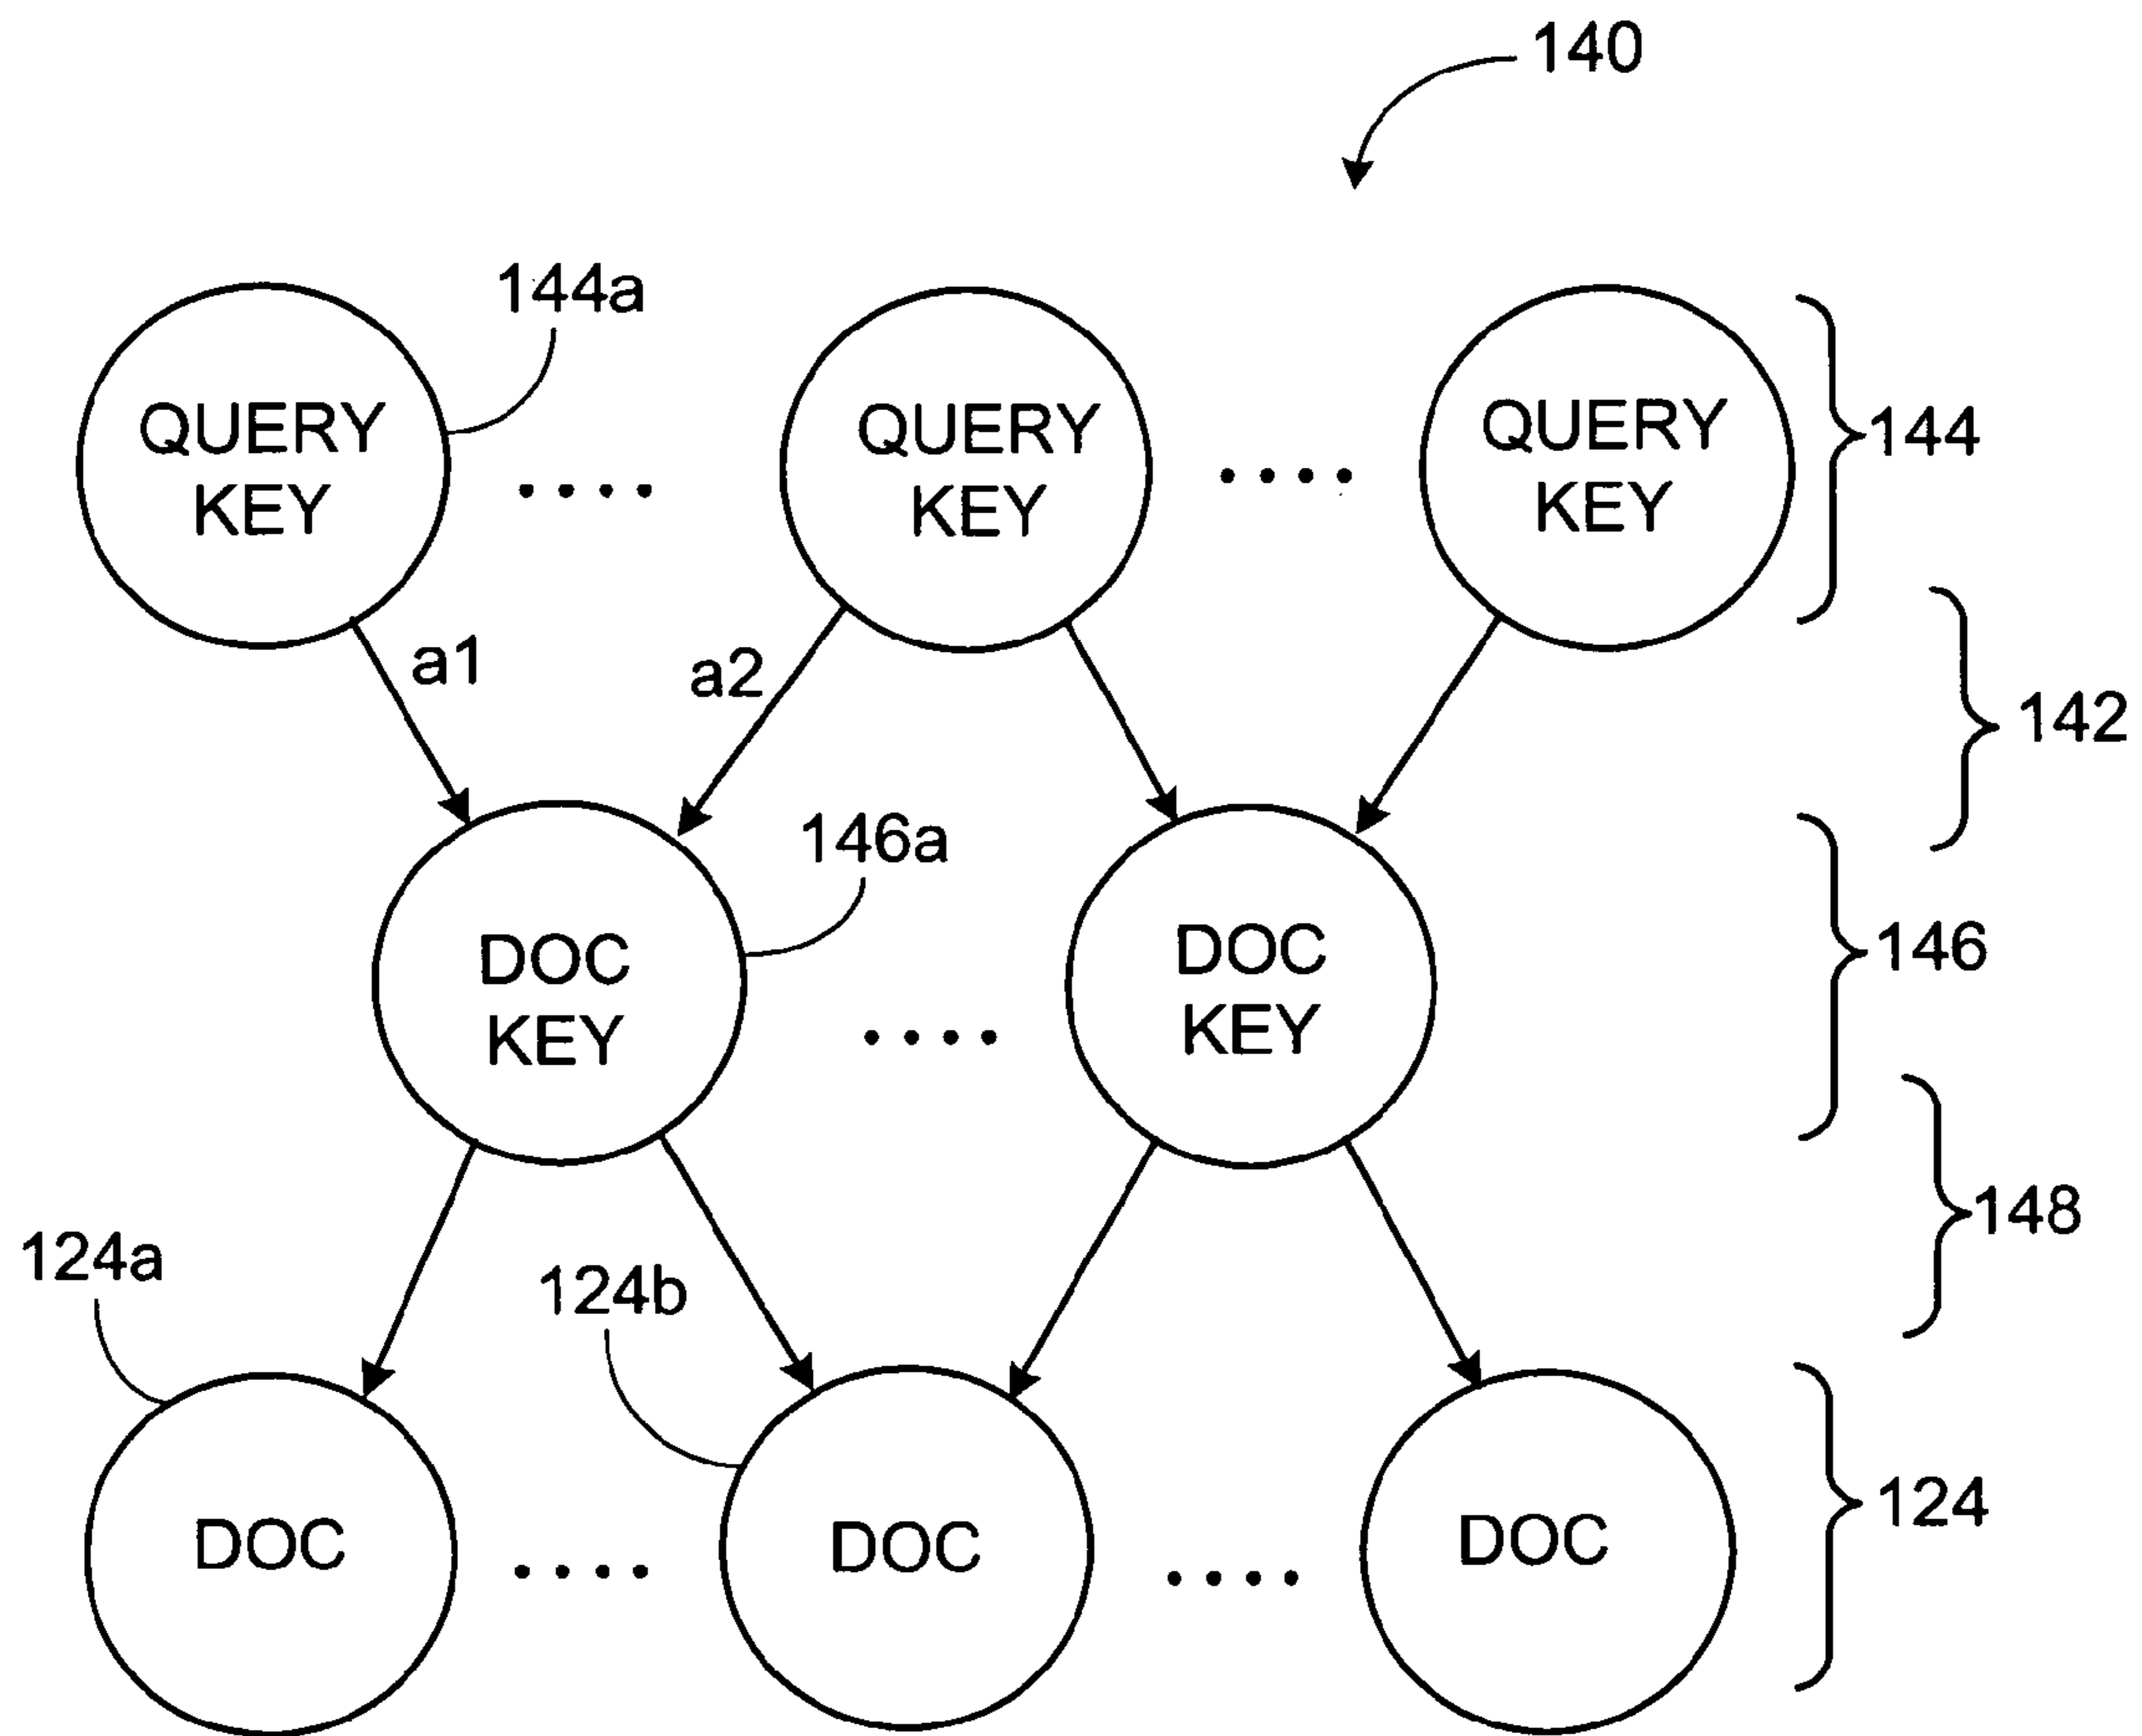 140
144a
QUERY
KEY
....
QUERY
KEY
....
QUERY
KEY
144
a1
a2
142
146a
DOC
KEY
....
DOC
KEY
146
148
124a
124b
DOC
....
DOC
....
DOC
124